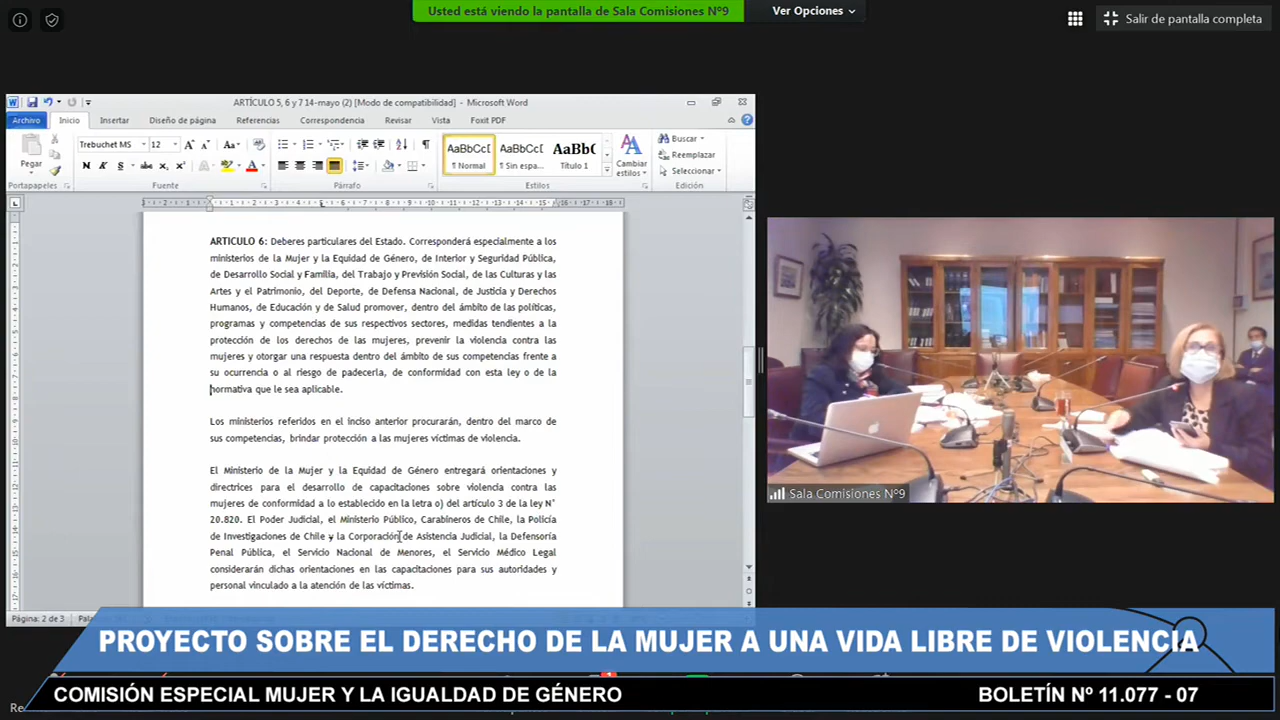 Usted está viendo la pantalla de Sala Comisiones Nº9
Ver Opciones
Salir de pantalla completa
ARTÍCULO 5, 6 y 7 14-mayo (2) [Modo de compatibilidad] - Microsoft Word
Archivo Inicio Insertar Diseño de página Referencias Correspondencia Revisar Vista Foxit PDF
Trebuchet MS 12
Pegar
AaBbCcD AaBbCcD AaBb(
¶ Normal ¶ Sin espa... Título 1
Cambiar estilos
Buscar
Reemplazar
Seleccionar
Portapapeles Fuente Párrafo Estilos Edición
ARTICULO 6: Deberes particulares del Estado. Corresponderá especialmente a los
ministerios de la Mujer y la Equidad de Género, de Interior y Seguridad Pública,
de Desarrollo Social y Familia, del Trabajo y Previsión Social, de las Culturas y las
Artes y el Patrimonio, del Deporte, de Defensa Nacional, de Justicia y Derechos
Humanos, de Educación y de Salud promover, dentro del ámbito de las políticas,
programas y competencias de sus respectivos sectores, medidas tendientes a la
protección de los derechos de las mujeres, prevenir la violencia contra las
mujeres y otorgar una respuesta dentro del ámbito de sus competencias frente a
su ocurrencia o al riesgo de padecerla, de conformidad con esta ley o de la
normativa que le sea aplicable.
Los ministerios referidos en el inciso anterior procurarán, dentro del marco de
sus competencias, brindar protección a las mujeres víctimas de violencia.
El Ministerio de la Mujer y la Equidad de Género entregará orientaciones y
directrices para el desarrollo de capacitaciones sobre violencia contra las
mujeres de conformidad a lo establecido en la letra o) del artículo 3 de la ley N°
20.820. El Poder Judicial, el Ministerio Público, Carabineros de Chile, la Policía
de Investigaciones de Chile y la Corporación de Asistencia Judicial, la Defensoría
Penal Pública, el Servicio Nacional de Menores, el Servicio Médico Legal
considerarán dichas orientaciones en las capacitaciones para sus autoridades y
personal vinculado a la atención de las víctimas.
Sala Comisiones Nº9
Página: 2 de 3
PROYECTO SOBRE EL DERECHO DE LA MUJER A UNA VIDA LIBRE DE VIOLENCIA
COMISIÓN ESPECIAL MUJER Y LA IGUALDAD DE GÉNERO
BOLETÍN Nº 11.077 - 07